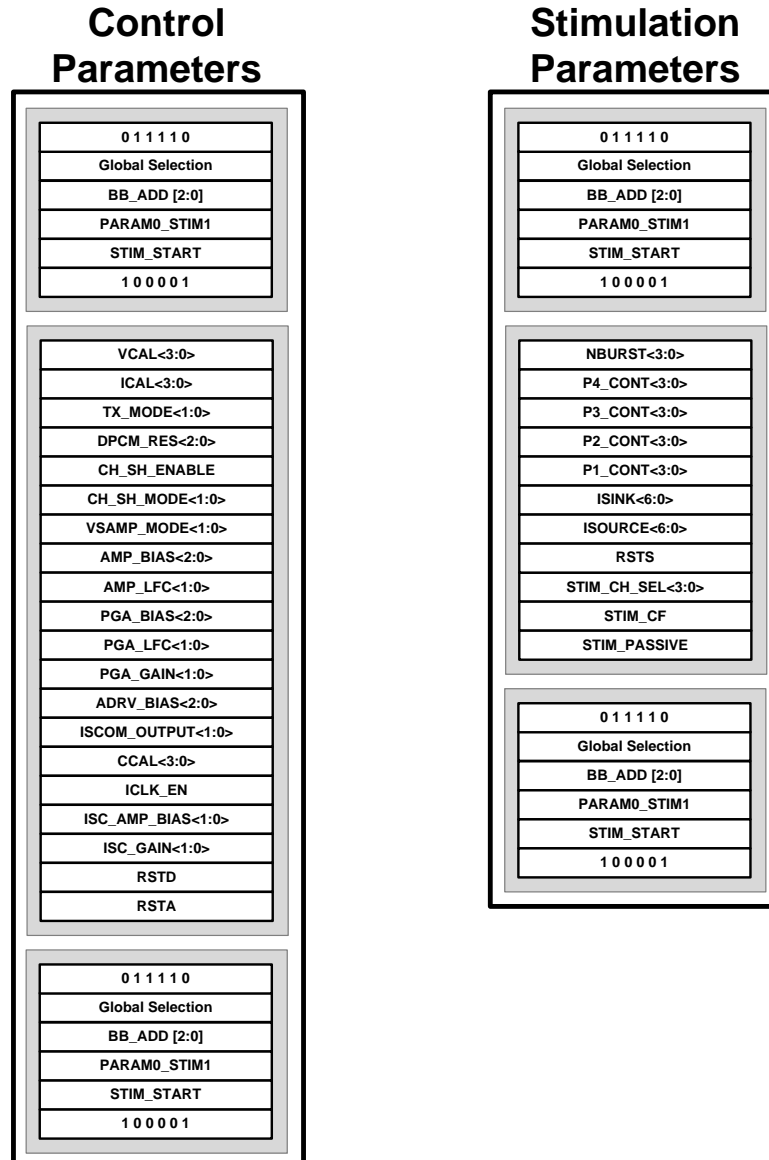 Control
Parameters
0 1 1 1 1 0
Global Selection
BB_ADD [2:0]
PARAM0_STIM1
STIM_START
1 0 0 0 0 1
VCAL<3:0>
ICAL<3:0>
TX_MODE<1:0>
DPCM_RES<2:0>
CH_SH_ENABLE
CH_SH_MODE<1:0>
VSAMP_MODE<1:0>
AMP_BIAS<2:0>
AMP_LFC<1:0>
PGA_BIAS<2:0>
PGA_LFC<1:0>
PGA_GAIN<1:0>
ADRV_BIAS<2:0>
ISCOM_OUTPUT<1:0>
CCAL<3:0>
ICLK_EN
ISC_AMP_BIAS<1:0>
ISC_GAIN<1:0>
RSTD
RSTA
0 1 1 1 1 0
Global Selection
BB_ADD [2:0]
PARAM0_STIM1
STIM_START
1 0 0 0 0 1
Stimulation
Parameters
0 1 1 1 1 0
Global Selection
BB_ADD [2:0]
PARAM0_STIM1
STIM_START
1 0 0 0 0 1
NBURST<3:0>
P4_CONT<3:0>
P3_CONT<3:0>
P2_CONT<3:0>
P1_CONT<3:0>
ISINK<6:0>
ISOURCE<6:0>
RSTS
STIM_CH_SEL<3:0>
STIM_CF
STIM_PASSIVE
0 1 1 1 1 0
Global Selection
BB_ADD [2:0]
PARAM0_STIM1
STIM_START
1 0 0 0 0 1